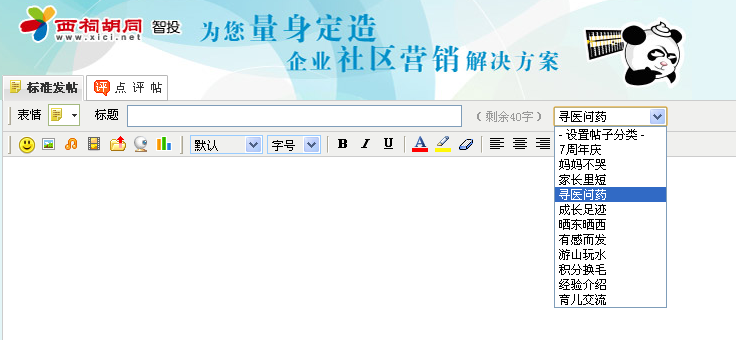 西祠胡同 智投
www.xici.net
为您量身定造
企业社区营销解决方案
标准发帖 评 点评帖
表情 标题 (剩余40字) 寻医问药
默认 字号 B I U A
- 设置帖子分类 -
7周年庆
妈妈不哭
家长里短
寻医问药
成长足迹
晒东晒西
有感而发
游山玩水
积分换毛
经验介绍
育儿交流